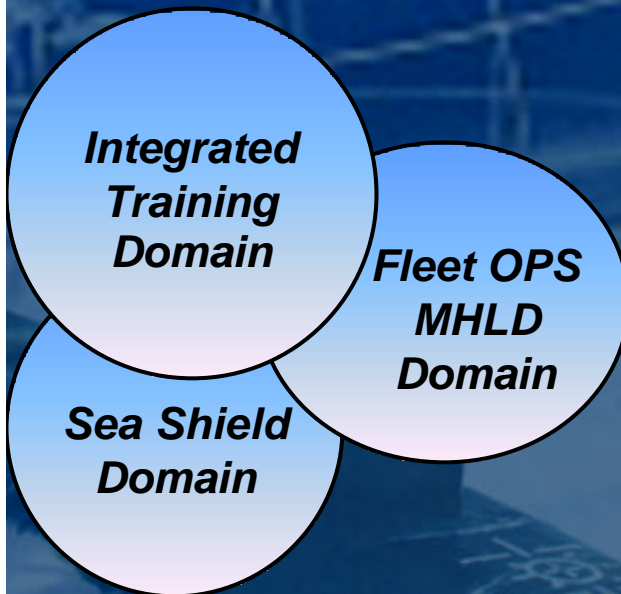 Integrated
Training
Domain
Fleet OPS
MHLD
Domain
Sea Shield
Domain